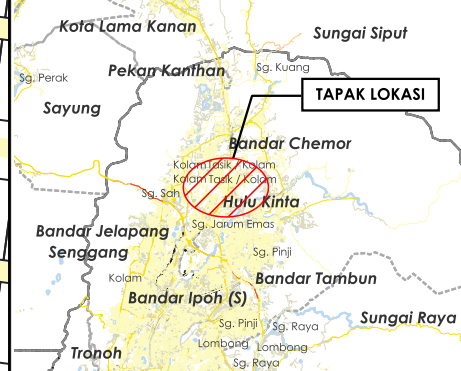 Kota Lama Kanan
Sungai Siput
Pekan Kanthan
Sg. Kuang
Sg. Perak
TAPAK LOKASI
Sayung
Bandar Chemor
Kolam Tasik / Kolam
Kolam Tasik / Kolam
Sg. Sah
Hulu Kinta
Sg. Jarum Emas
Bandar Jelapang
Senggang
Sg. Pinji
Kolam
Bandar Tambun
Bandar Ipoh (S)
Sungai Raya
Sg. Pinji
Sg. Raya
Tronoh
Lombong
Lombong
Sg. Raya